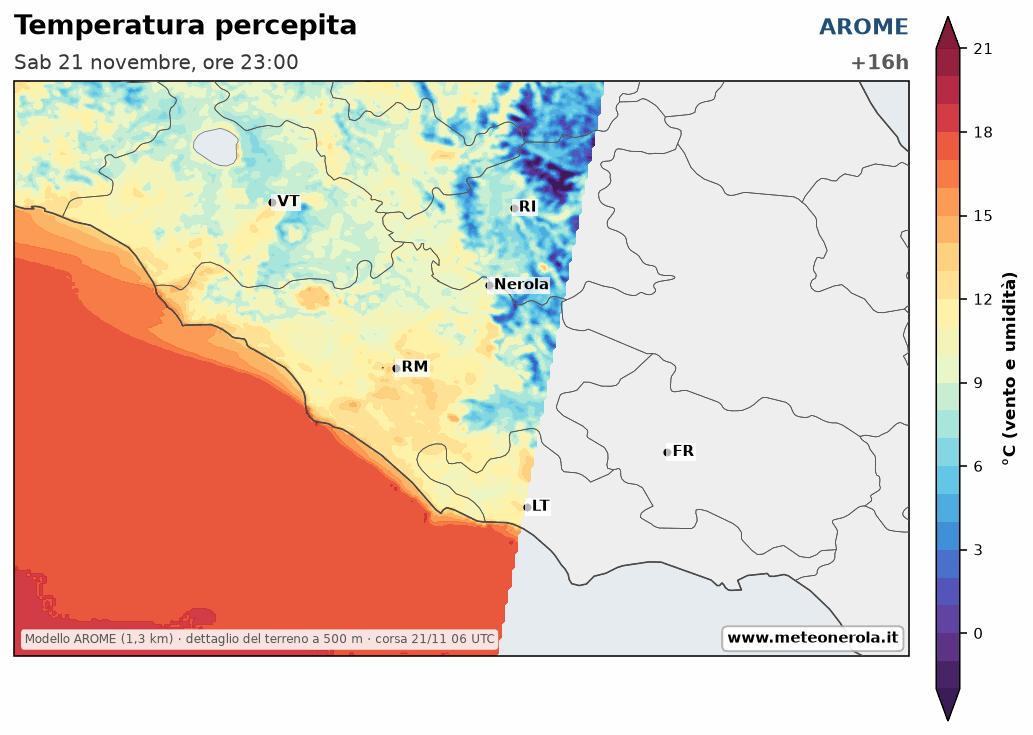 Temperatura percepita
AROME
Sab 21 novembre, ore 23:00
+16h
21
18
15
12
9
6
3
0
°C (vento e umidità)
VT
RI
Nerola
RM
FR
LT
Modello AROME (1,3 km) · dettaglio del terreno a 500 m · corsa 21/11 06 UTC
www.meteonerola.it